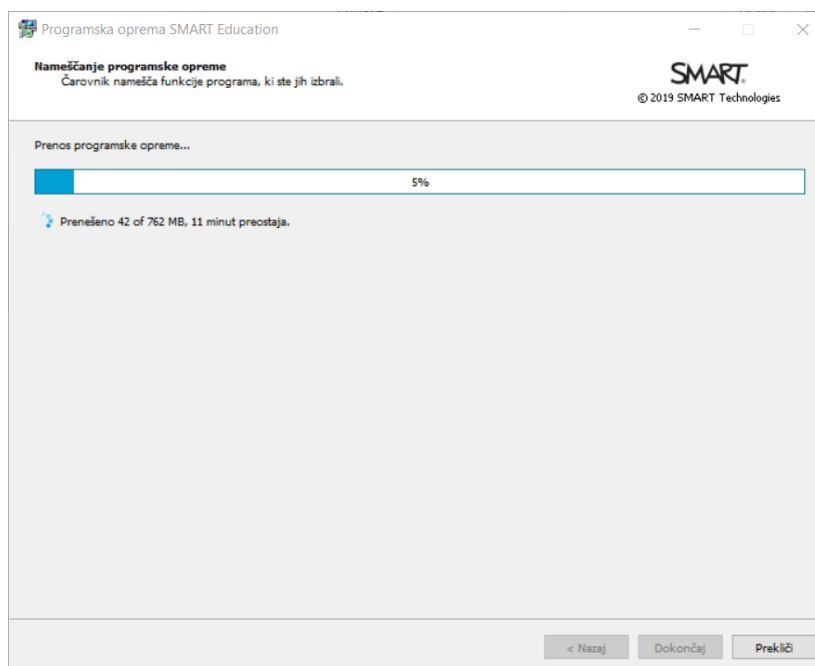 Programska oprema SMART Education
Nameščanje programske opreme
Čarovnik namešča funkcije programa, ki ste jih izbrali.
SMART.
© 2019 SMART Technologies
Prenos programske opreme...
5%
Prenešeno 42 of 762 MB, 11 minut preostaja.
< Nazaj
Dokončaj
Prekliči